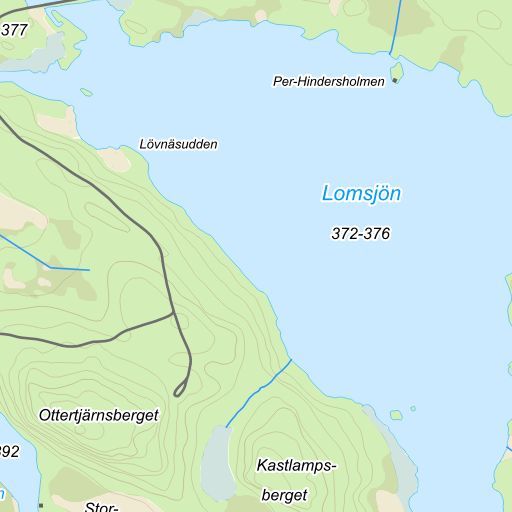 377
Per-Hindersholmen
Lövnäsudden
Lomsjön
372-376
Ottertjärnsberget
392
Kastlamps-
berget
n
Stor-